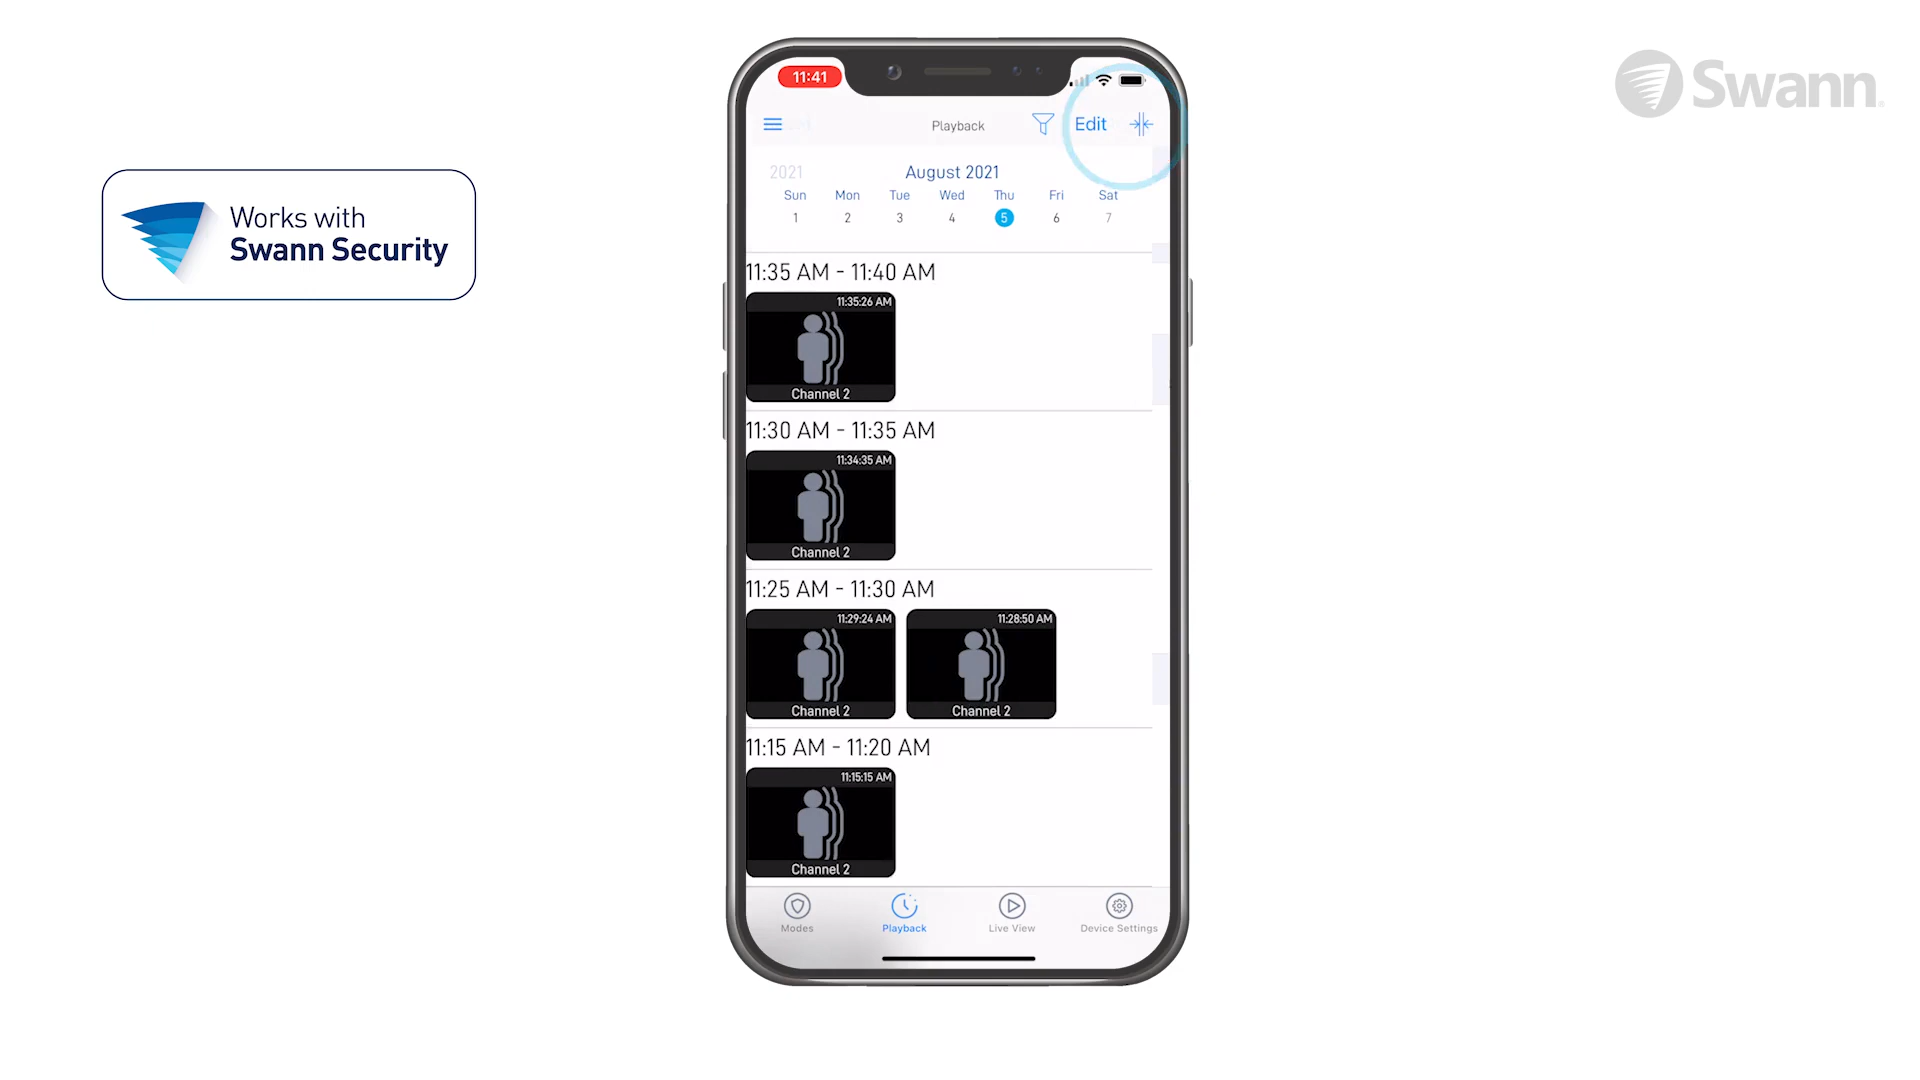 Swann
Works with
Swann Security
11:41
Playback
Edit
2021
August 2021
Sun Mon Tue Wed Thu Fri Sat
1 2 3 4 5 6 7
11:35 AM - 11:40 AM
11:35:26 AM
Channel 2
11:30 AM - 11:35 AM
11:34:35 AM
Channel 2
11:25 AM - 11:30 AM
11:29:24 AM 11:28:50 AM
Channel 2 Channel 2
11:15 AM - 11:20 AM
11:15:15 AM
Channel 2
Modes Playback Live View Device Settings